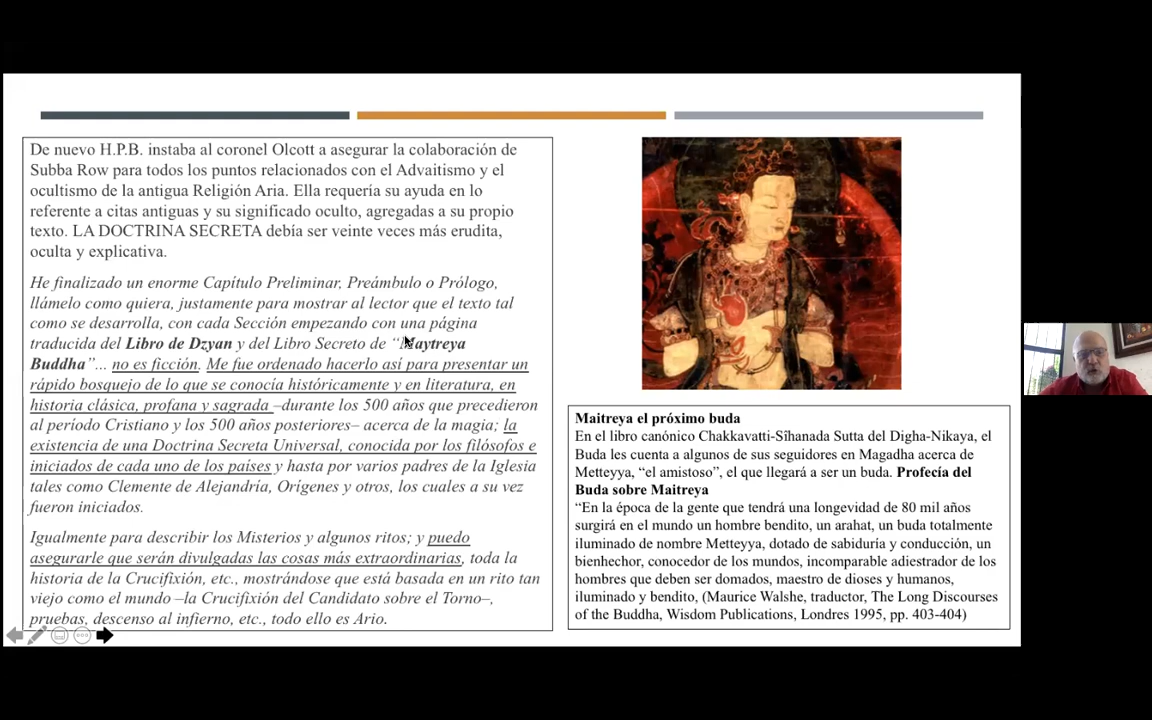 De nuevo H.P.B. instaba al coronel Olcott a asegurar la colaboración de
Subba Row para todos los puntos relacionados con el Advaitismo y el
ocultismo de la antigua Religión Aria. Ella requería su ayuda en lo
referente a citas antiguas y su significado oculto, agregadas a su propio
texto. LA DOCTRINA SECRETA debía ser veinte veces más erudita,
oculta y explicativa.
He finalizado un enorme Capítulo Preliminar, Preámbulo o Prólogo,
llámelo como quiera, justamente para mostrar al lector que el texto tal
como se desarrolla, con cada Sección empezando con una página
traducida del Libro de Dzyan y del Libro Secreto de “Maytreya
Buddha”... no es ficción. Me fue ordenado hacerlo así para presentar un
rápido bosquejo de lo que se conocía históricamente y en literatura, en
historia clásica, profana y sagrada –durante los 500 años que precedieron
al período Cristiano y los 500 años posteriores– acerca de la magia; la
existencia de una Doctrina Secreta Universal, conocida por los filósofos e
iniciados de cada uno de los países y hasta por varios padres de la Iglesia
tales como Clemente de Alejandría, Orígenes y otros, los cuales a su vez
fueron iniciados.
Igualmente para describir los Misterios y algunos ritos; y puedo
asegurarle que serán divulgadas las cosas más extraordinarias, toda la
historia de la Crucifixión, etc., mostrándose que está basada en un rito tan
viejo como el mundo –la Crucifixión del Candidato sobre el Torno–,
pruebas, descenso al infierno, etc., todo ello es Ario.
Maitreya el próximo buda
En el libro canónico Chakkavatti-Sîhanada Sutta del Digha-Nikaya, el
Buda les cuenta a algunos de sus seguidores en Magadha acerca de
Metteyya, “el amistoso”, el que llegará a ser un buda. Profecía del
Buda sobre Maitreya
“En la época de la gente que tendrá una longevidad de 80 mil años
surgirá en el mundo un hombre bendito, un arahat, un buda totalmente
iluminado de nombre Metteyya, dotado de sabiduría y conducción, un
bienhechor, conocedor de los mundos, incomparable adiestrador de los
hombres que deben ser domados, maestro de dioses y humanos,
iluminado y bendito, (Maurice Walshe, traductor, The Long Discourses
of the Buddha, Wisdom Publications, Londres 1995, pp. 403-404)